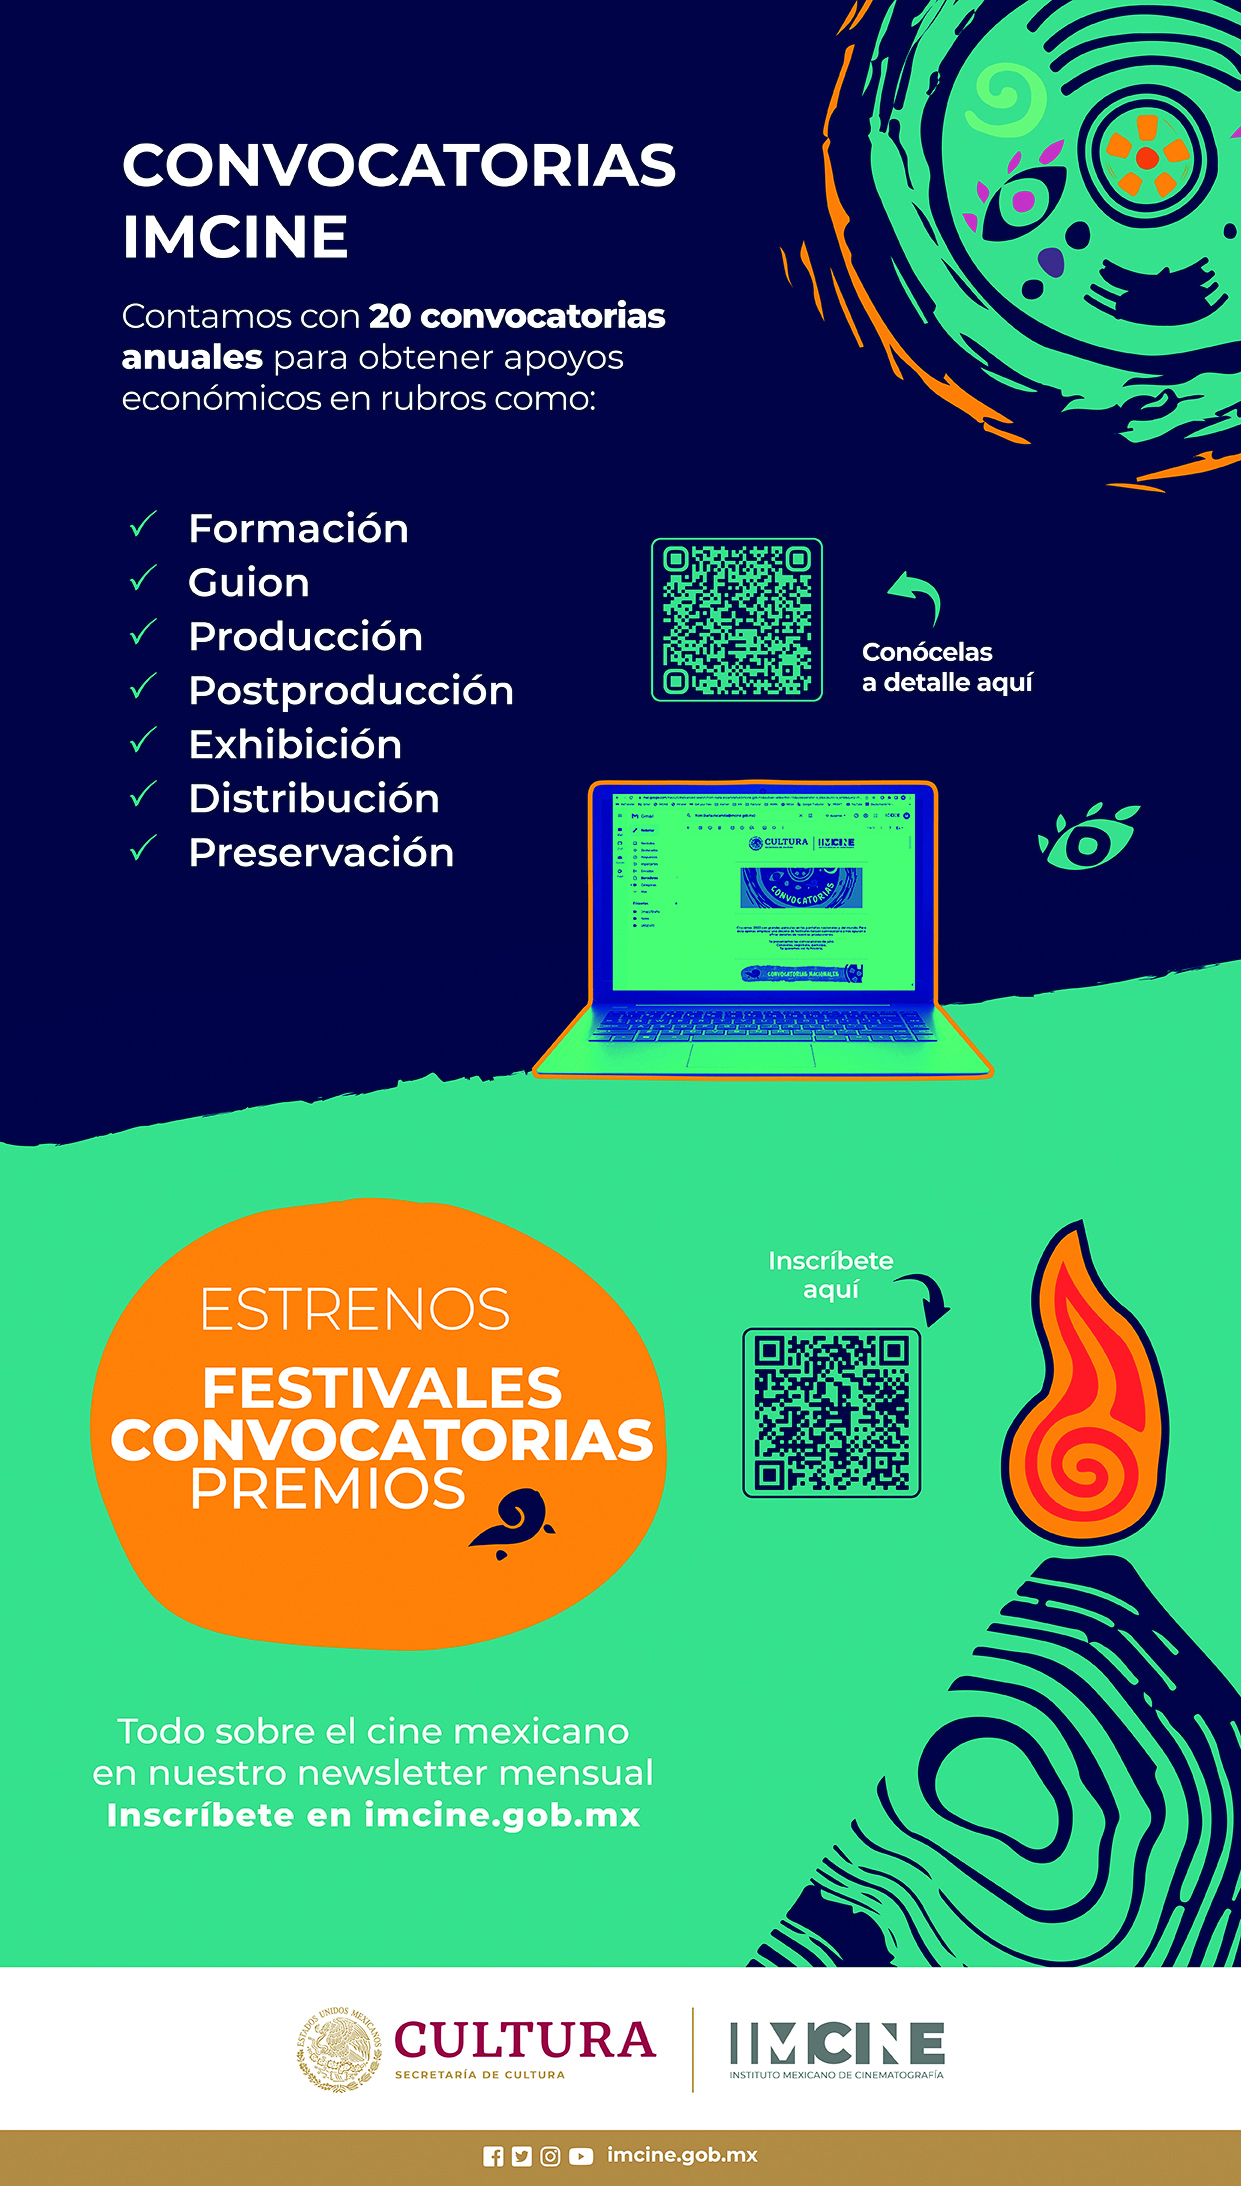 CONVOCATORIAS
IMCINE
Contamos con 20 convocatorias
anuales para obtener apoyos
económicos en rubros como:
✓ Formación
✓ Guion
✓ Producción
✓ Postproducción
✓ Exhibición
✓ Distribución
✓ Preservación
Conócelas
a detalle aquí
Gmail
CULTURA
IMCINE
CONVOCATORIAS
CONVOCATORIAS NACIONALES
ESTRENOS
FESTIVALES
CONVOCATORIAS
PREMIOS
Inscríbete
aquí
Todo sobre el cine mexicano
en nuestro newsletter mensual
Inscríbete en imcine.gob.mx
ESTADOS UNIDOS MEXICANOS
CULTURA
SECRETARÍA DE CULTURA
IMCINE
INSTITUTO MEXICANO DE CINEMATOGRAFÍA
imcine.gob.mx